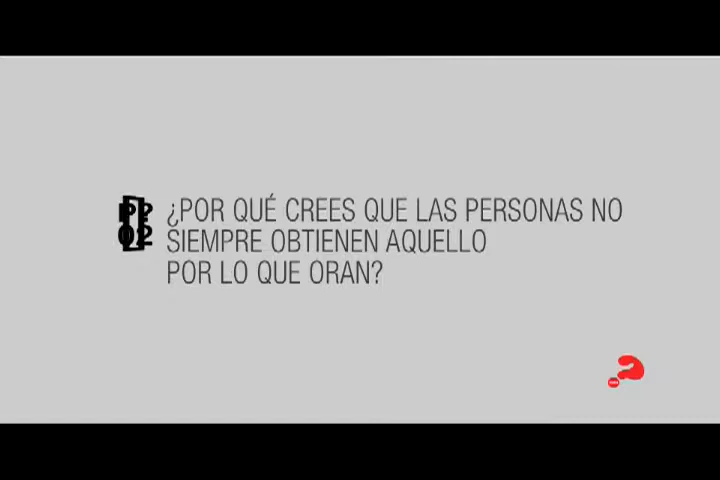 ¿POR QUÉ CREES QUE LAS PERSONAS NO
SIEMPRE OBTIENEN AQUELLO
POR LO QUE ORAN?